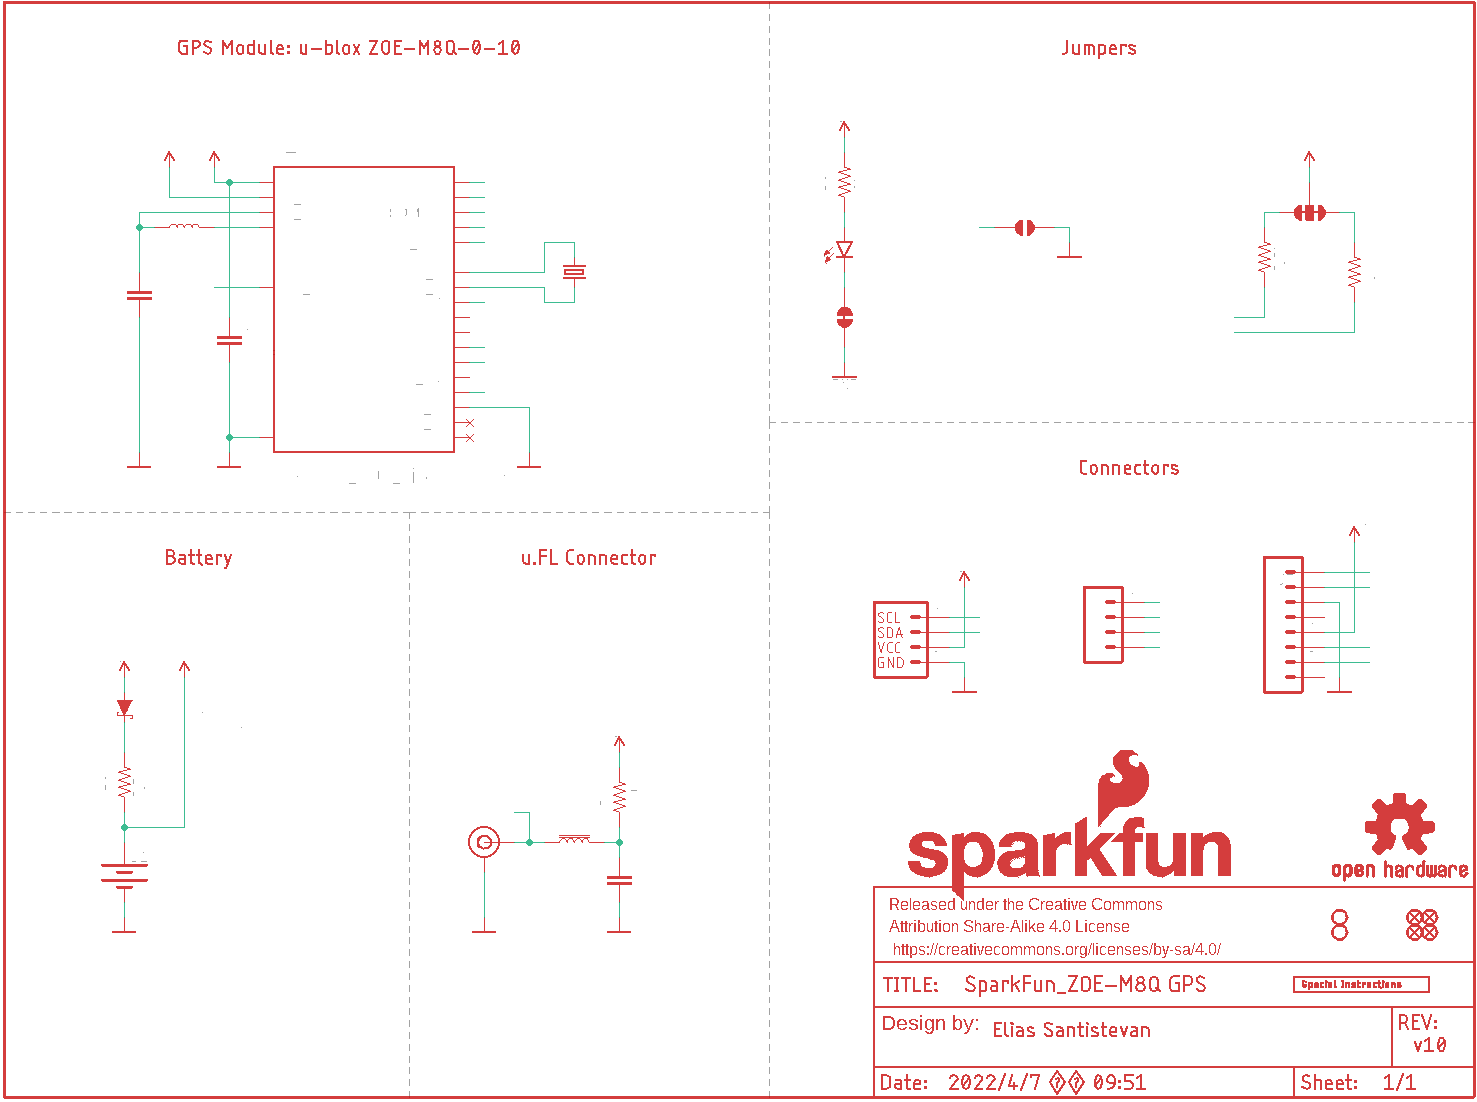 GPS Module: u-blox ZOE-M8Q-0-10
Jumpers
Connectors
Battery
u.FL Connector
SCL
SDA
VCC
GND
sparkfun
open hardware
Released under the Creative Commons
Attribution Share-Alike 4.0 License
https://creativecommons.org/licenses/by-sa/4.0/
TITLE: SparkFun_ZOE-M8Q GPS
Special Instructions
Design by: Elias Santistevan
REV:
v10
Date: 2022/4/7 �� 09:51
Sheet: 1/1